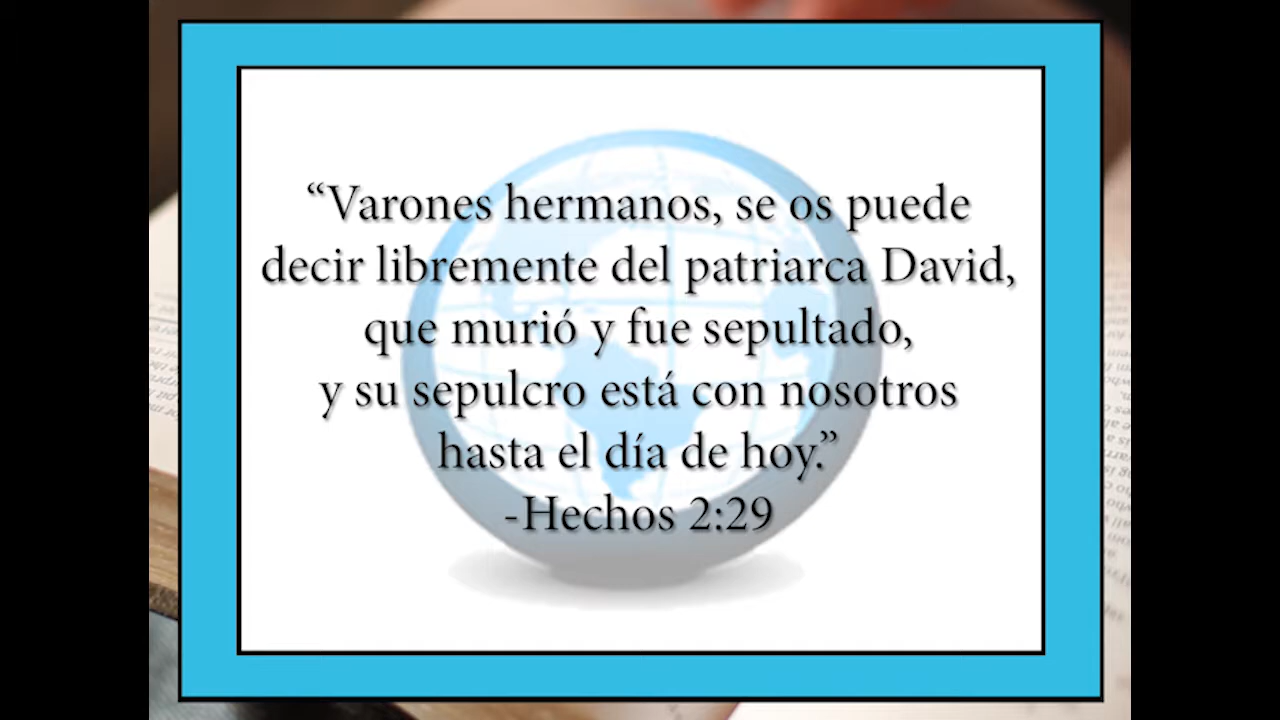 “Varones hermanos, se os puede
decir libremente del patriarca David,
que murió y fue sepultado,
y su sepulcro está con nosotros
hasta el día de hoy.”
-Hechos 2:29